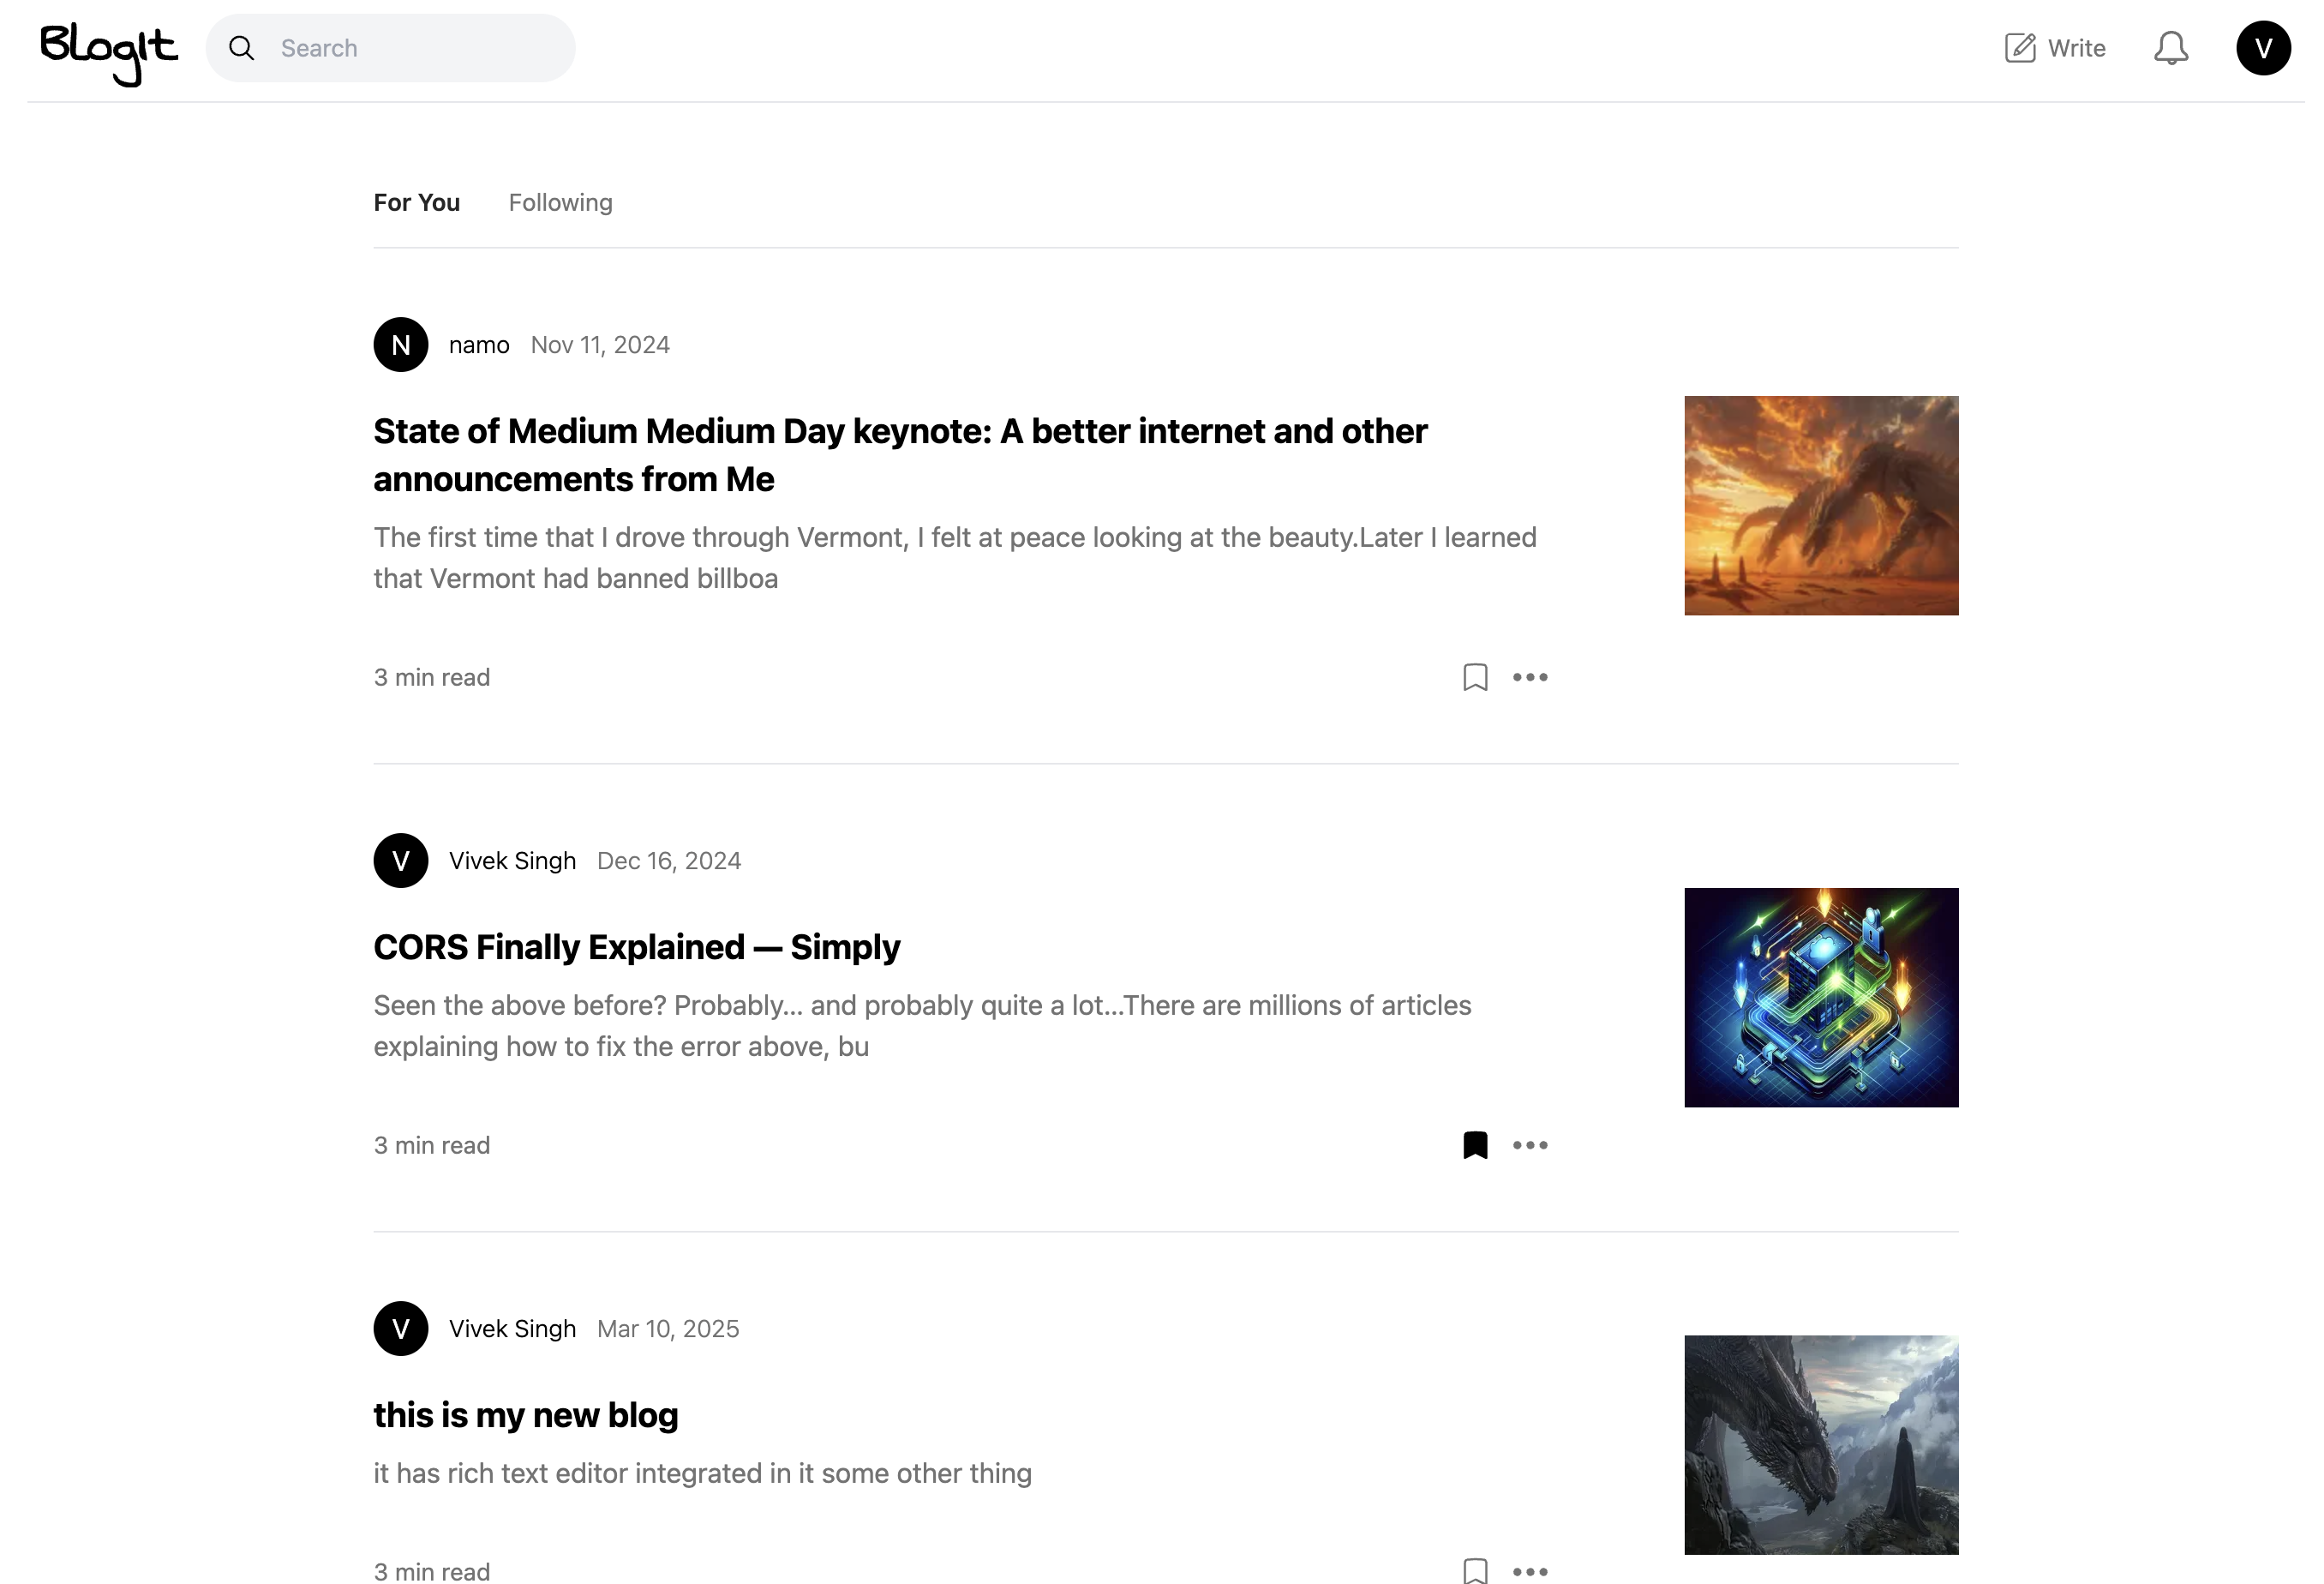 BLogIt
Search
Write
V
For You
Following
N
namo
Nov 11, 2024
State of Medium Medium Day keynote: A better internet and other
announcements from Me
The first time that I drove through Vermont, I felt at peace looking at the beauty.Later I learned
that Vermont had banned billboa
3 min read
V
Vivek Singh
Dec 16, 2024
CORS Finally Explained — Simply
Seen the above before? Probably... and probably quite a lot...There are millions of articles
explaining how to fix the error above, bu
3 min read
V
Vivek Singh
Mar 10, 2025
this is my new blog
it has rich text editor integrated in it some other thing
3 min read